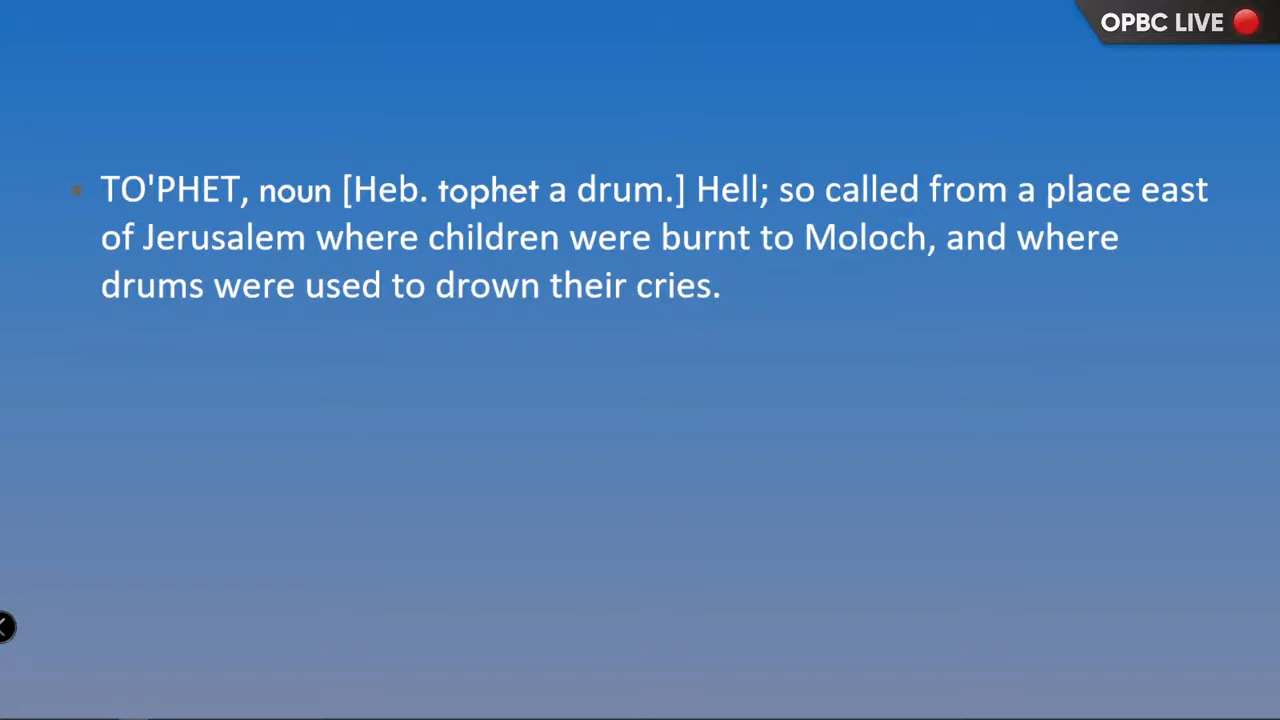 OPBC LIVE
TO'PHET, noun [Heb. tophet a drum.] Hell; so called from a place east
of Jerusalem where children were burnt to Moloch, and where
drums were used to drown their cries.